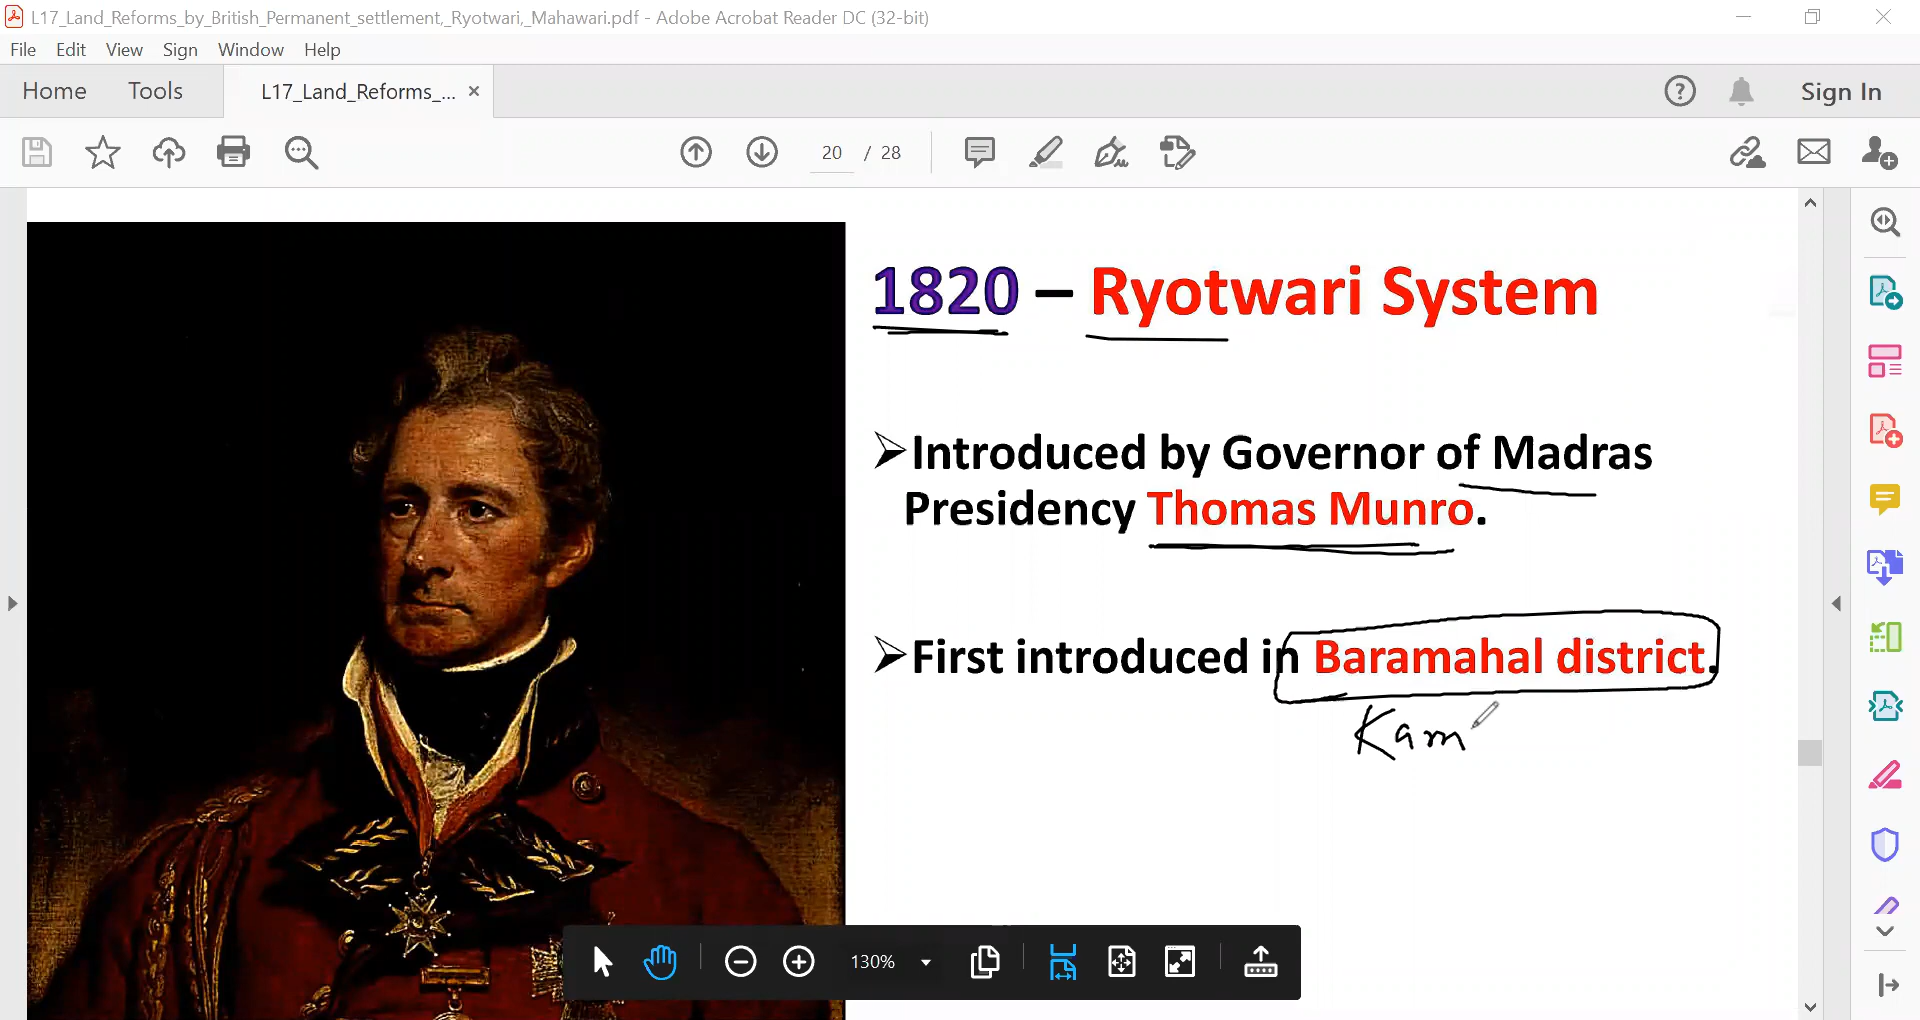 L17_Land_Reforms_by_British_Permanent_settlement,_Ryotwari,_Mahawari.pdf - Adobe Acrobat Reader DC (32-bit)
File Edit View Sign Window Help
Home Tools L17_Land_Reforms_... × Sign In
20 / 28
1820 – Ryotwari System
➢Introduced by Governor of Madras
Presidency Thomas Munro.
➢First introduced in Baramahal district.
Karn
130%